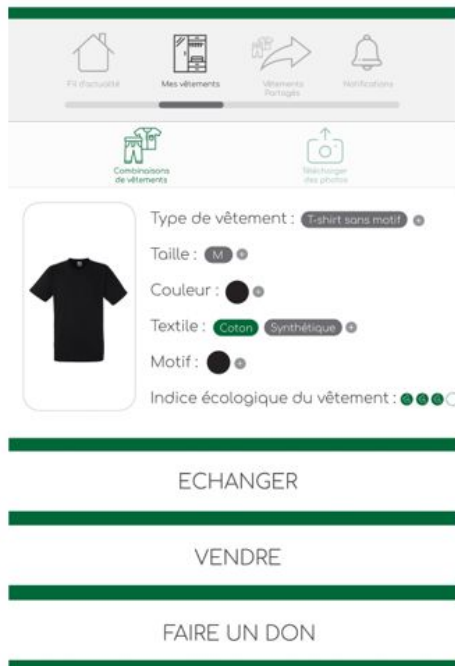 Fil d'actualité
Mes vêtements
Vêtements
Partagés
Notifications
Combinaisons
de vêtements
Télécharger
des photos
Type de vêtement : T-shirt sans motif +
Taille : M +
Couleur : +
Textile : Coton Synthétique +
Motif : +
Indice écologique du vêtement :
ECHANGER
VENDRE
FAIRE UN DON